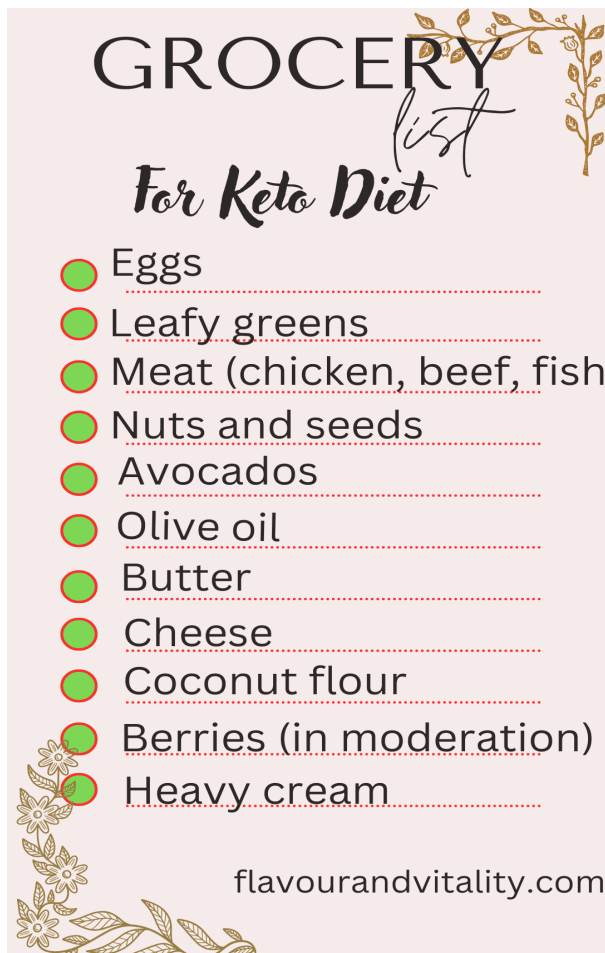 GROCERY
list
For Keto Diet
Eggs
Leafy greens
Meat (chicken, beef, fish
Nuts and seeds
Avocados
Olive oil
Butter
Cheese
Coconut flour
Berries (in moderation)
Heavy cream
flavourandvitality.com